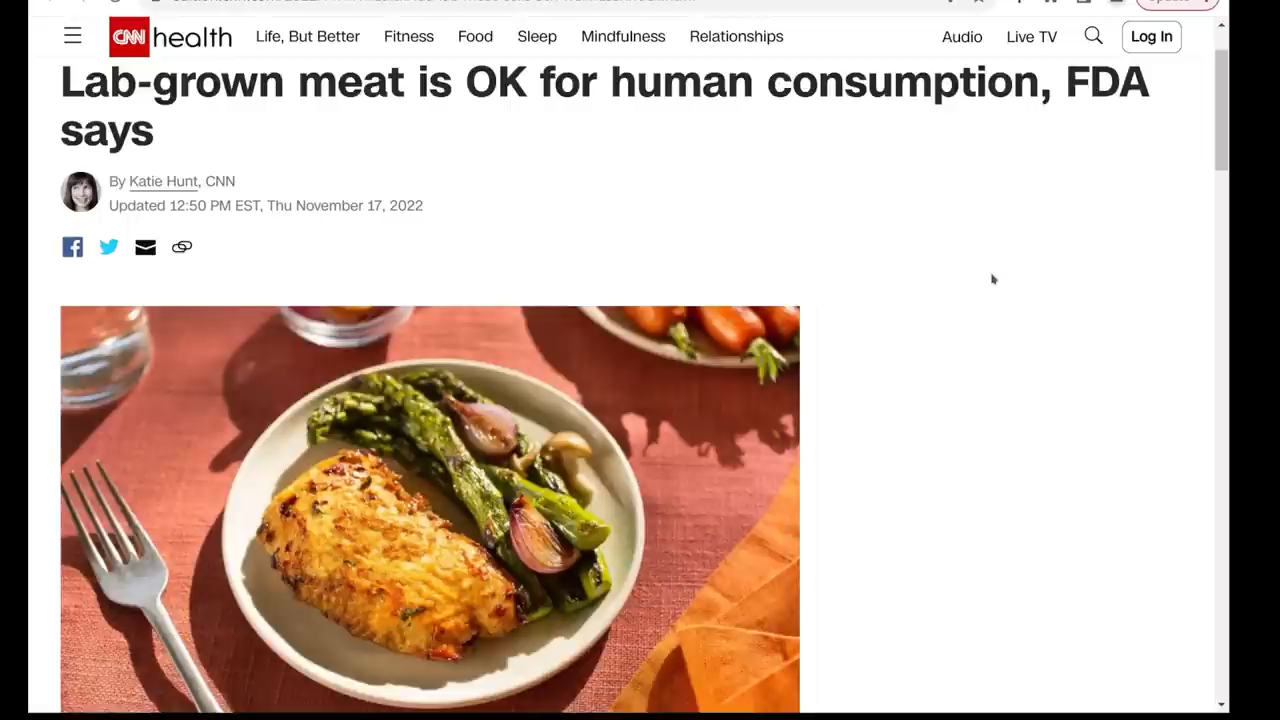 CNN health Life, But Better Fitness Food Sleep Mindfulness Relationships Audio Live TV Log In
Lab-grown meat is OK for human consumption, FDA
says
By Katie Hunt, CNN
Updated 12:50 PM EST, Thu November 17, 2022